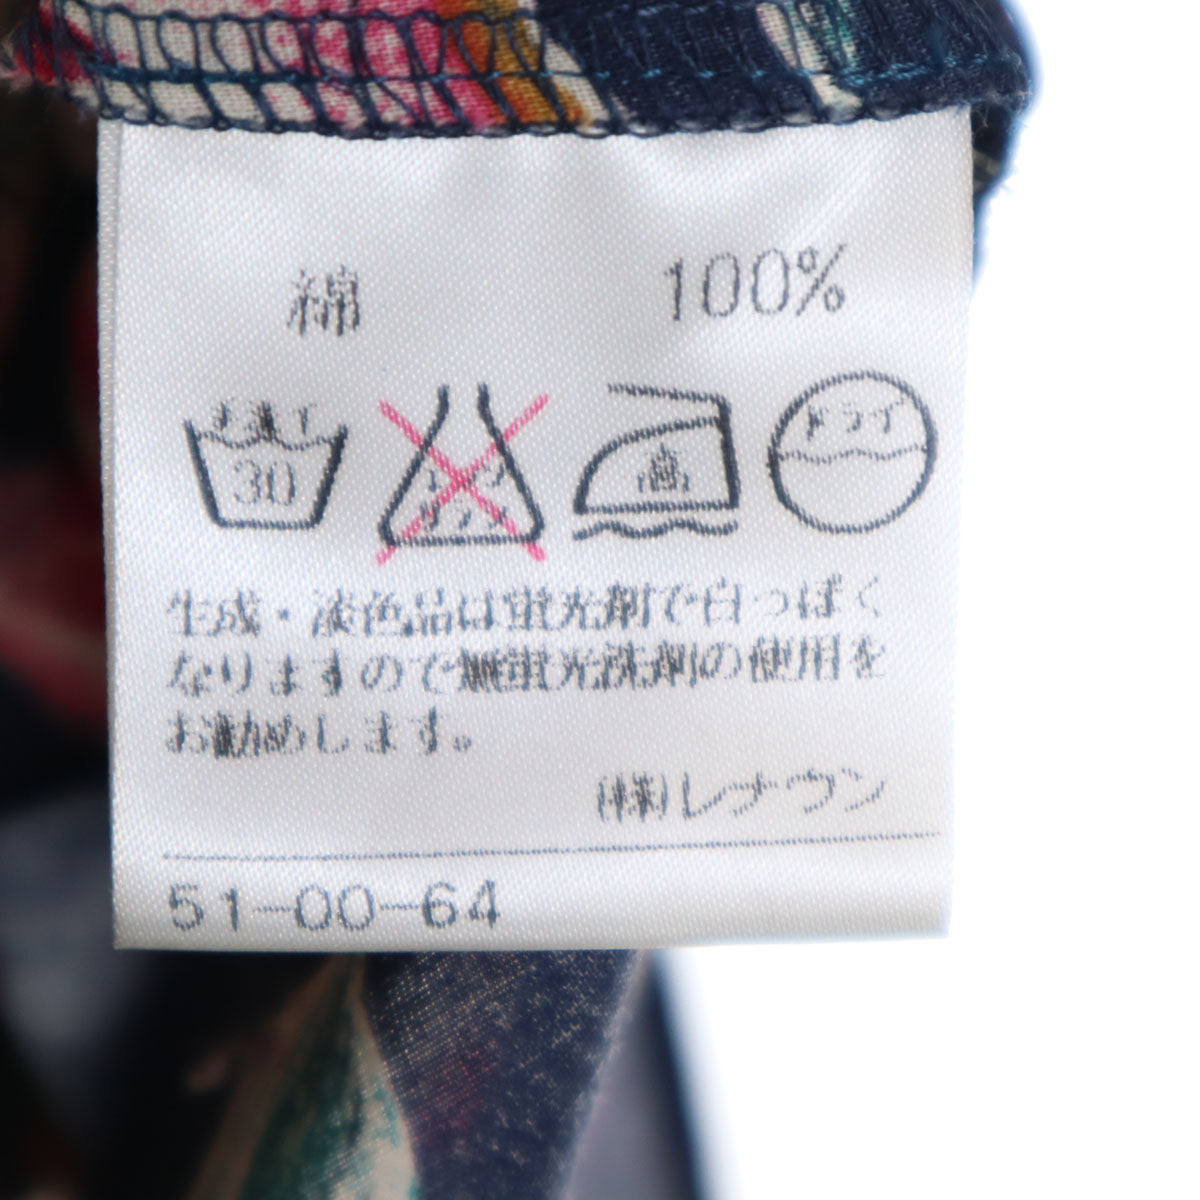 綿 100%
手洗イ 30 エンソ サラシ 高 ドライ
生成・淡色品は蛍光剤で白っぽく
なりますので無蛍光洗剤の使用を
お勧めします。
(株)レナウン
51-00-64